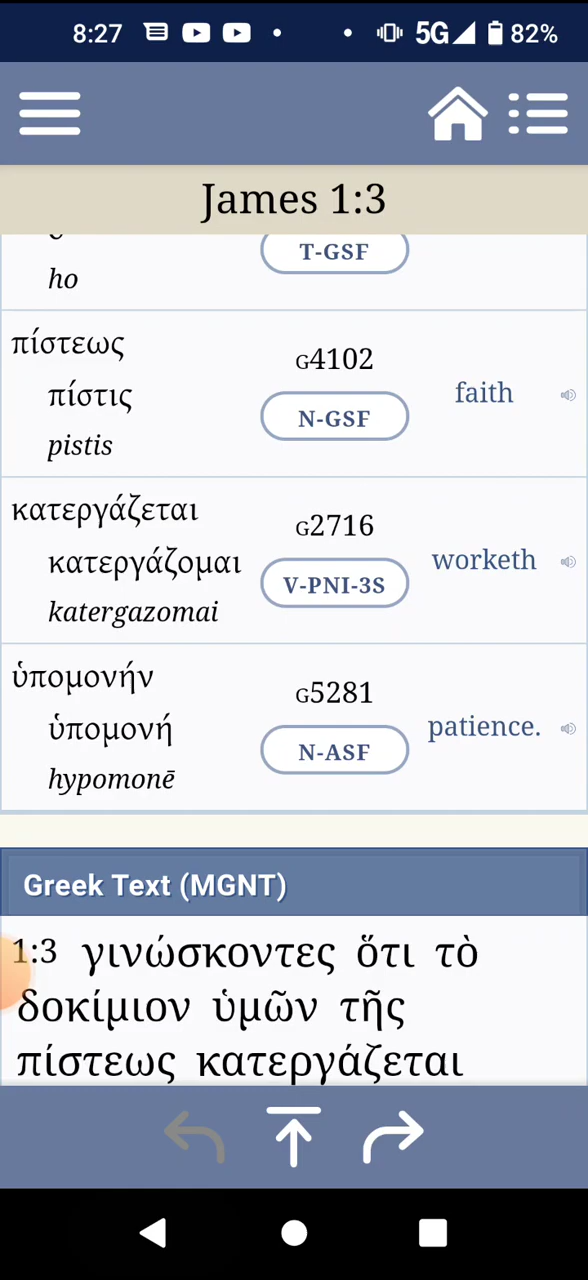 8:27 5G 82%
James 1:3
ho
T-GSF
πίστεως
πίστις
pistis
G4102
N-GSF
faith
κατεργάζεται
κατεργάζομαι
katergazomai
G2716
V-PNI-3S
worketh
ὑπομονήν
ὑπομονή
hypomonē
G5281
N-ASF
patience.
Greek Text (MGNT)
1:3 γινώσκοντες ὅτι τὸ
δοκίμιον ὑμῶν τῆς
πίστεως κατεργάζεται